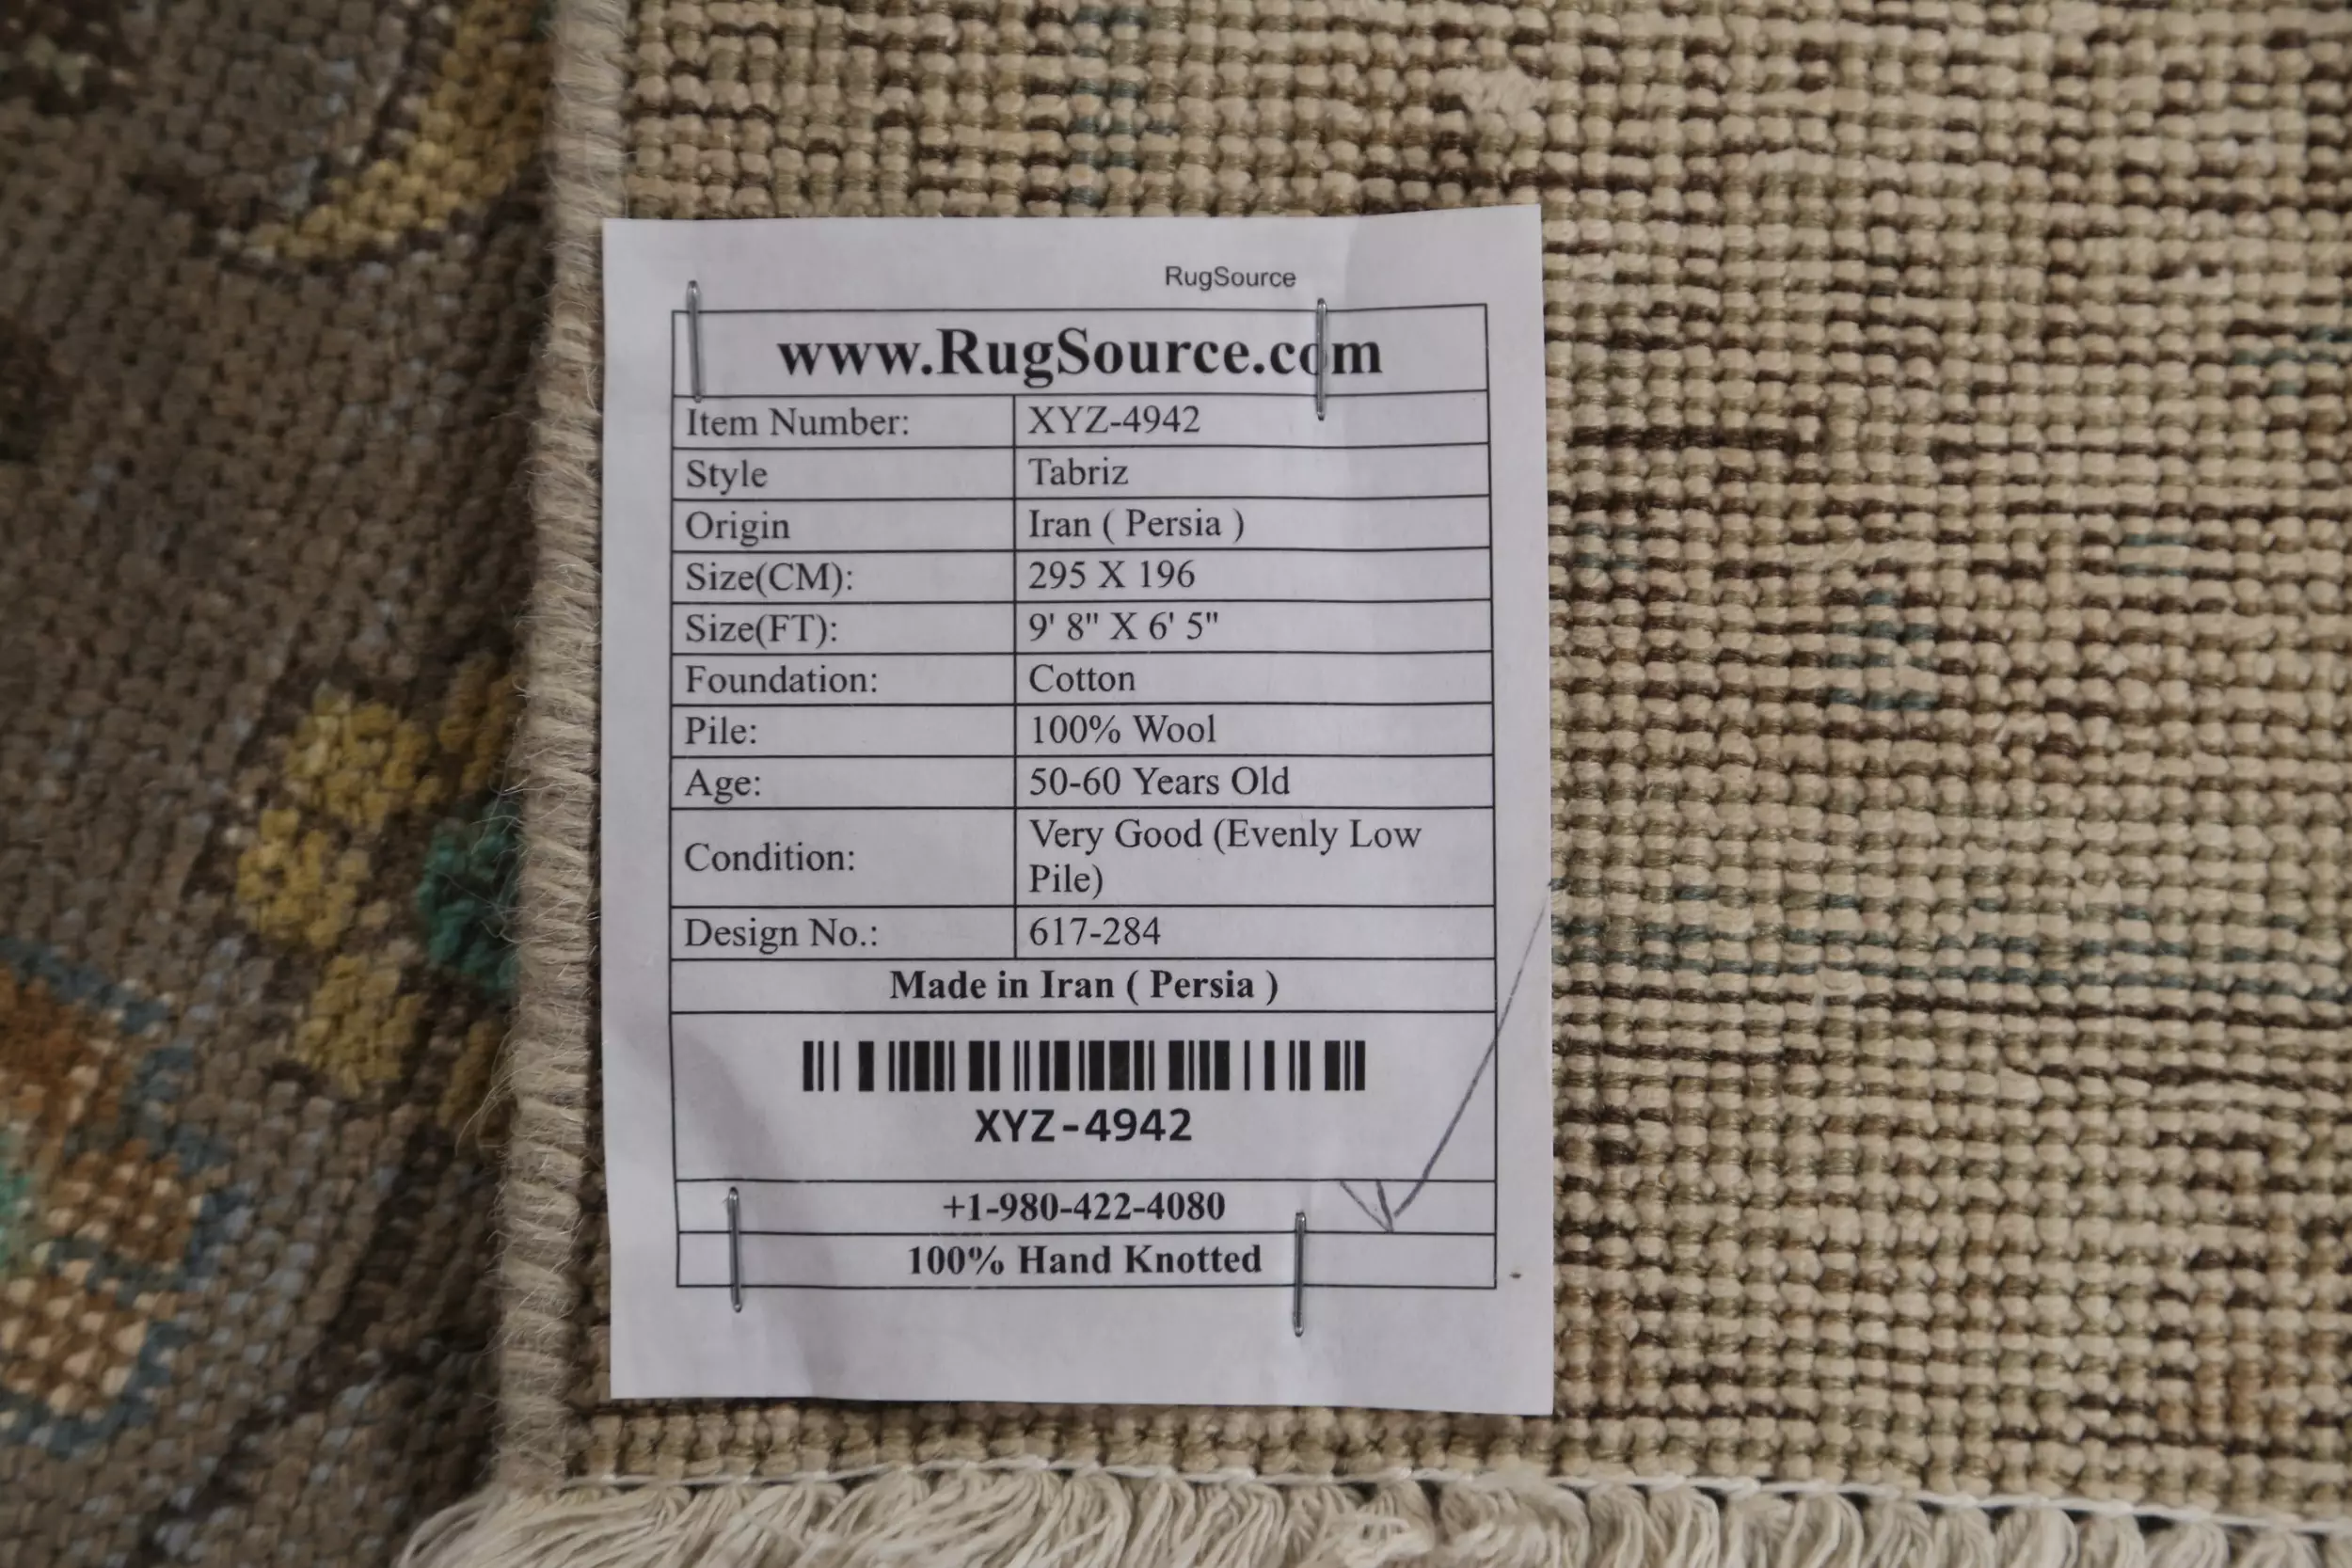 RugSource
www.RugSource.com
Item Number: XYZ-4942
Style Tabriz
Origin Iran ( Persia )
Size(CM): 295 X 196
Size(FT): 9' 8" X 6' 5"
Foundation: Cotton
Pile: 100% Wool
Age: 50-60 Years Old
Condition: Very Good (Evenly Low
Pile)
Design No.: 617-284
Made in Iran ( Persia )
XYZ-4942
+1-980-422-4080
100% Hand Knotted